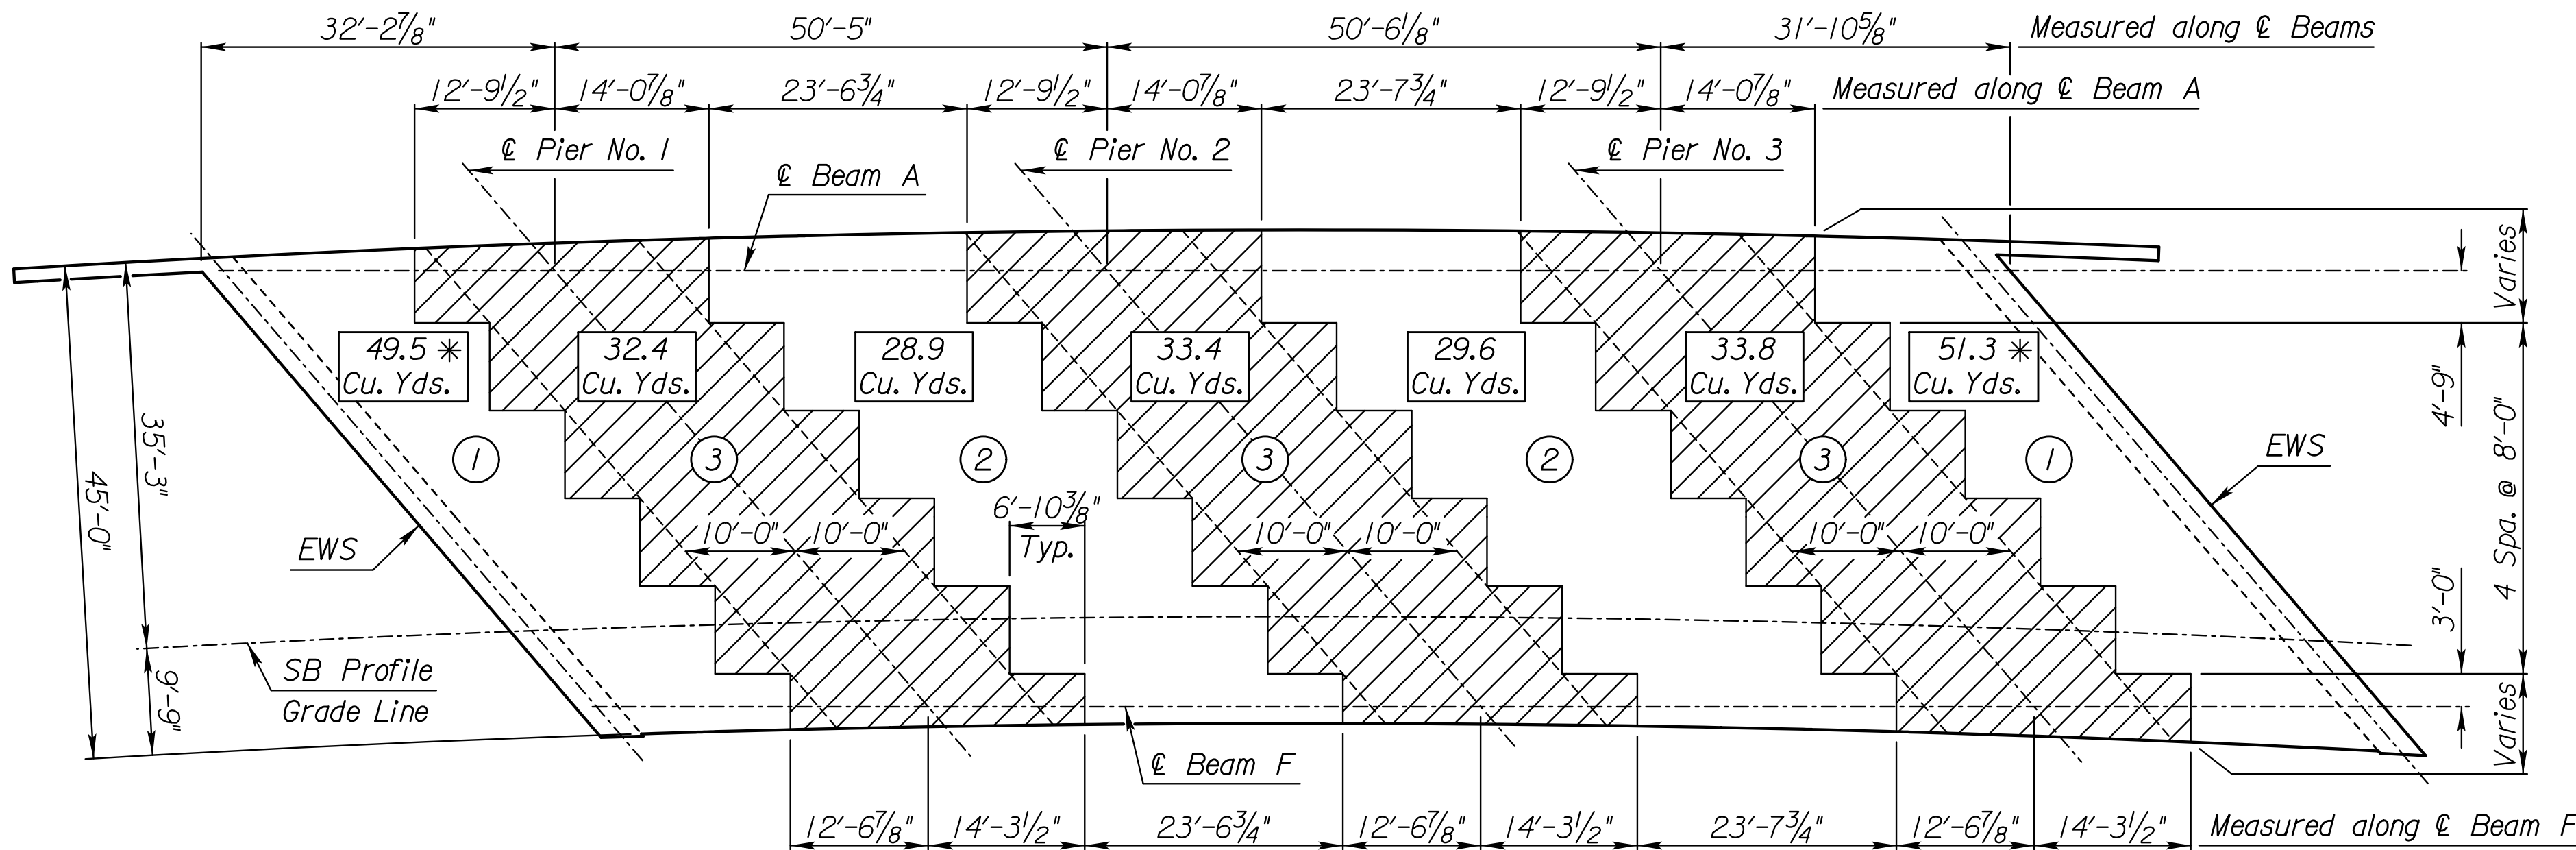 32'-2⅞" 50'-5" 50'-6⅛" 31'-10⅝" Measured along ℄ Beams
12'-9½" 14'-0⅞" 23'-6¾" 12'-9½" 14'-0⅞" 23'-7¾" 12'-9½" 14'-0⅞" Measured along ℄ Beam A
℄ Pier No. 1 ℄ Pier No. 2 ℄ Pier No. 3
℄ Beam A
Varies
49.5 * 32.4 28.9 33.4 29.6 33.8 51.3 *
Cu. Yds. Cu. Yds. Cu. Yds. Cu. Yds. Cu. Yds. Cu. Yds. Cu. Yds.
4'-9"
35'-3"
45'-0"
1 3 2 3 2 3 1
EWS
4 Spa. @ 8'-0"
6'-10⅜"
Typ.
10'-0" 10'-0" 10'-0" 10'-0" 10'-0" 10'-0"
EWS
3'-0"
SB Profile
Grade Line
9'-9"
Varies
℄ Beam F
12'-6⅞" 14'-3½" 23'-6¾" 12'-6⅞" 14'-3½" 23'-7¾" 12'-6⅞" 14'-3½" Measured along ℄ Beam F